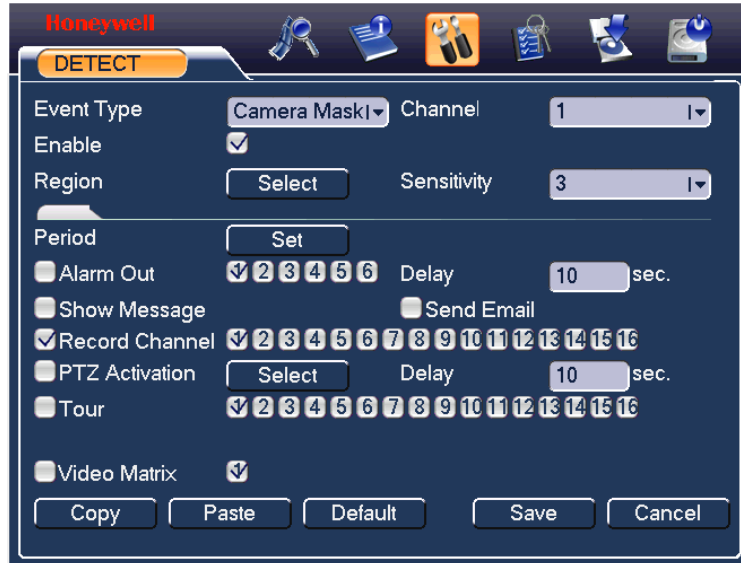 Honeywell
DETECT
Event Type Camera Mask Channel 1
Enable
Region Select Sensitivity 3
Period Set
Alarm Out 1 2 3 4 5 6 Delay 10 sec.
Show Message Send Email
Record Channel 1 2 3 4 5 6 7 8 9 10 11 12 13 14 15 16
PTZ Activation Select Delay 10 sec.
Tour 1 2 3 4 5 6 7 8 9 10 11 12 13 14 15 16
Video Matrix 1
Copy Paste Default Save Cancel